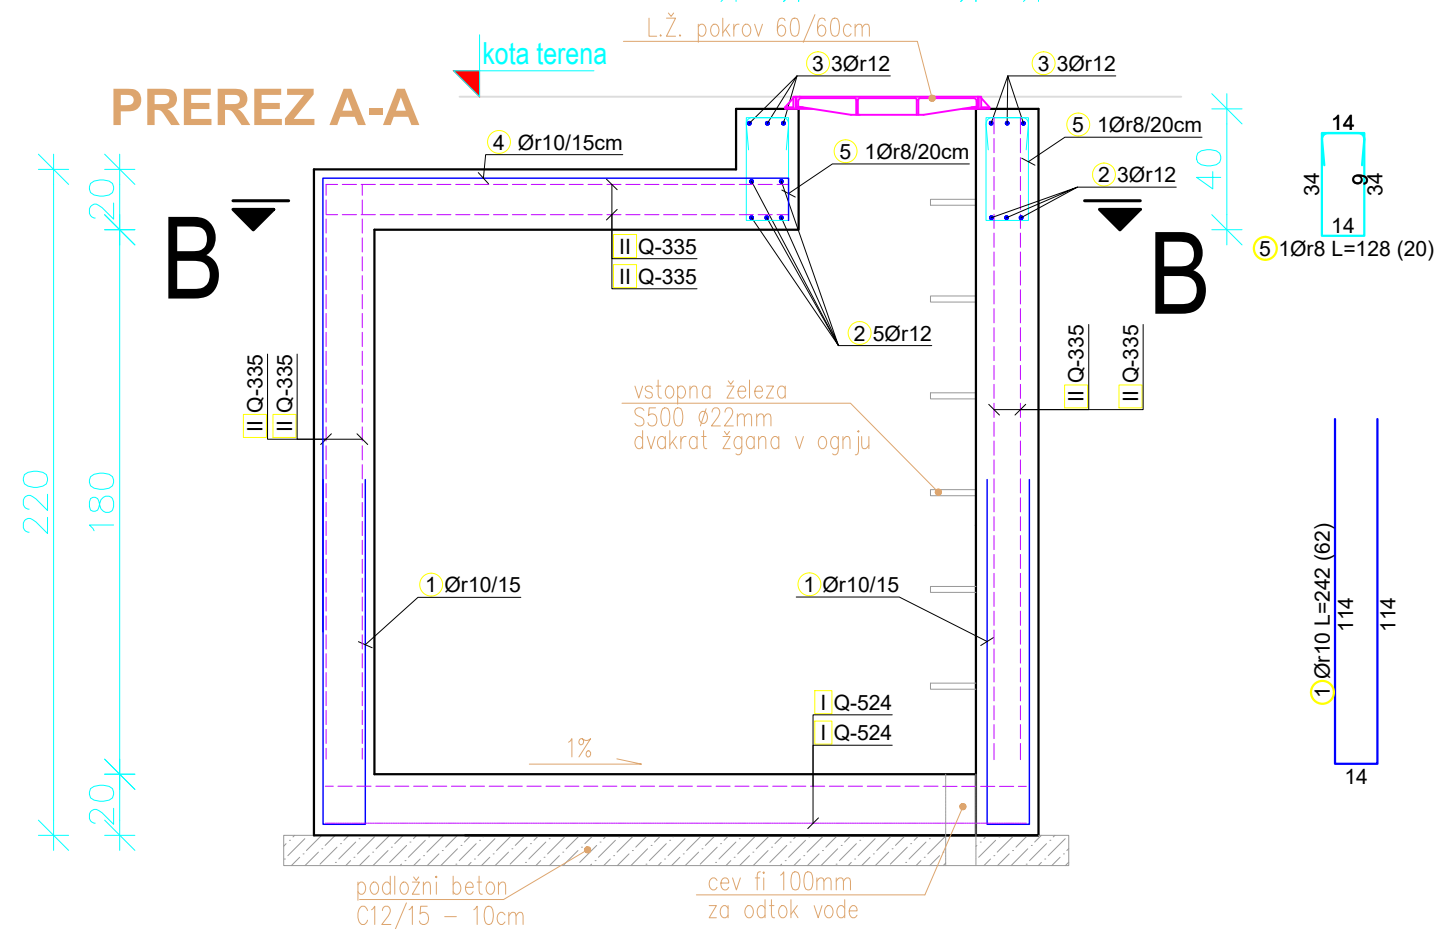 L.Ž. pokrov 60/60cm
kota terena
PREREZ A-A
3 3Ør12
3 3Ør12
4 Ør10/15cm
5 1Ør8/20cm
5 1Ør8/20cm
2 3Ør12
14
40
34
9
34
14
5 1Ør8 L=128 (20)
20
B
B
II Q-335
II Q-335
2 5Ør12
II Q-335
II Q-335
II Q-335
II Q-335
vstopna železa
S500 Ø22mm
dvakrat žgana v ognju
220
180
1 Ør10/15
1 Ør10/15
1 Ør10 L=242 (62)
114
114
14
I Q-524
I Q-524
1%
20
podložni beton
C12/15 - 10cm
cev fi 100mm
za odtok vode